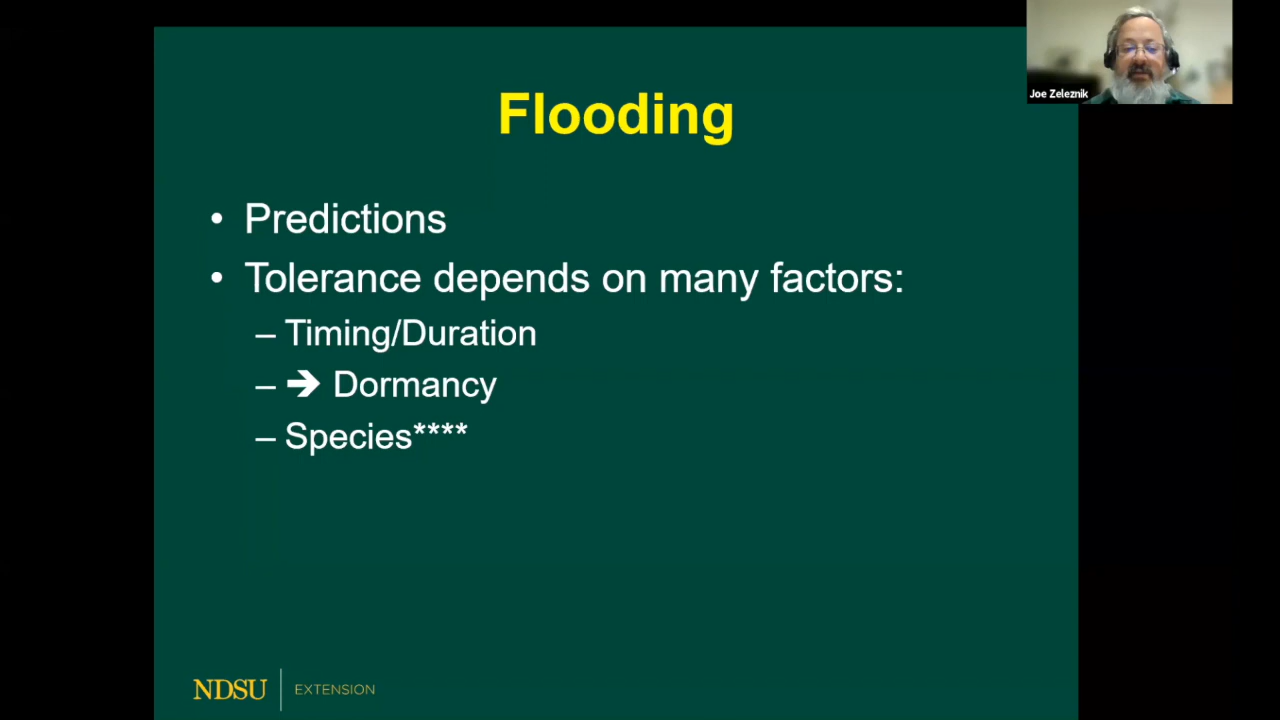 Flooding
Joe Zeleznik
• Predictions
• Tolerance depends on many factors:
– Timing/Duration
– ➔ Dormancy
– Species****
NDSU | EXTENSION